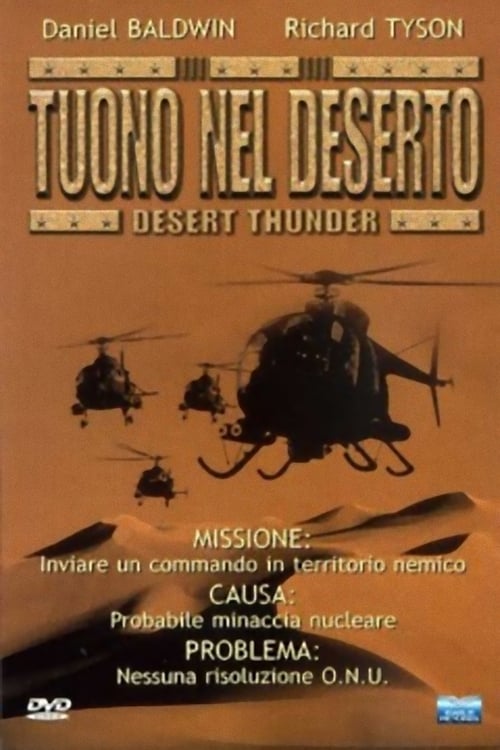 Daniel BALDWIN Richard TYSON
TUONO NEL DESERTO
DESERT THUNDER
MISSIONE:
Inviare un commando in territorio nemico
CAUSA:
Probabile minaccia nucleare
PROBLEMA:
Nessuna risoluzione O.N.U.
DVD